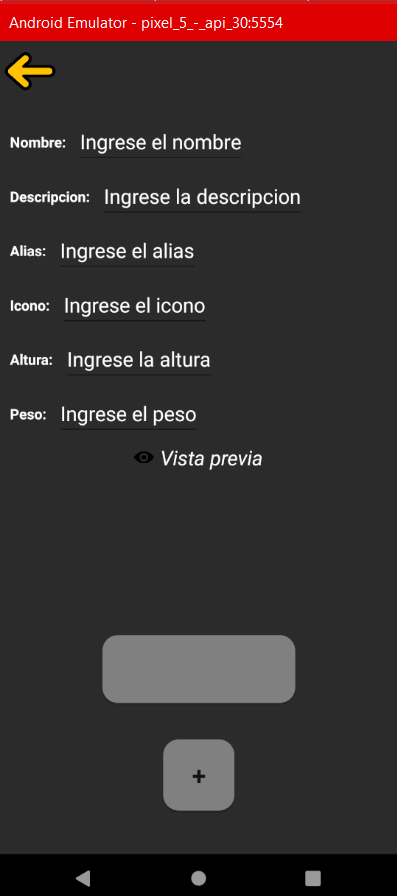 Android Emulator - pixel_5_-_api_30:5554
Nombre: Ingrese el nombre
Descripcion: Ingrese la descripcion
Alias: Ingrese el alias
Icono: Ingrese el icono
Altura: Ingrese la altura
Peso: Ingrese el peso
Vista previa
+